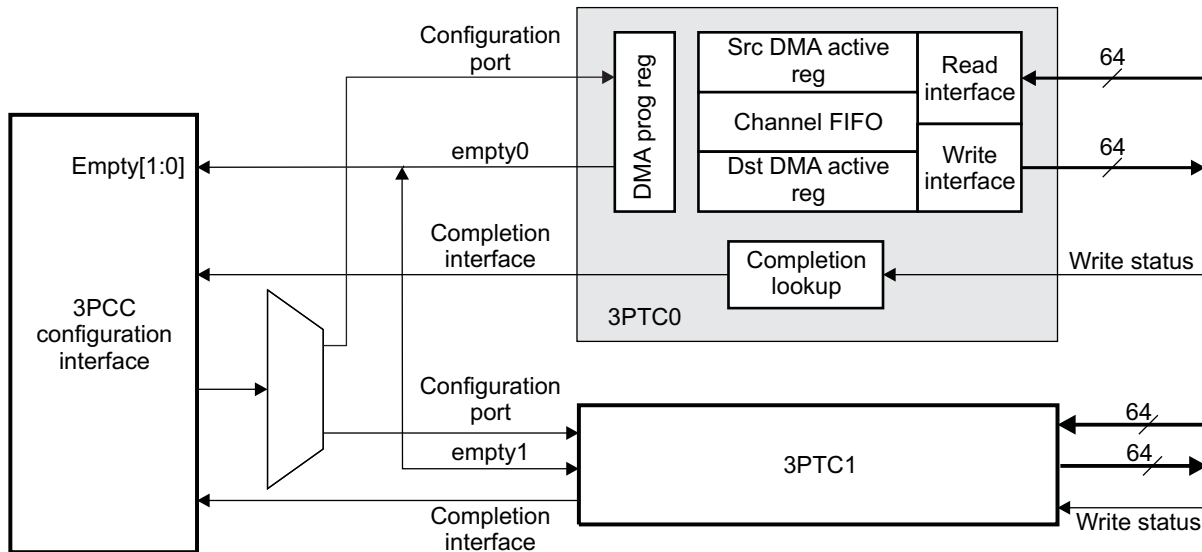 Configuration
port
DMA prog reg
Src DMA active
reg
Read
interface
64
Channel FIFO
Empty[1:0]
empty0
Dst DMA active
reg
Write
interface
64
Completion
interface
Completion
lookup
Write status
3PTC0
3PCC
configuration
interface
Configuration
port
empty1
3PTC1
64
64
Completion
interface
Write status